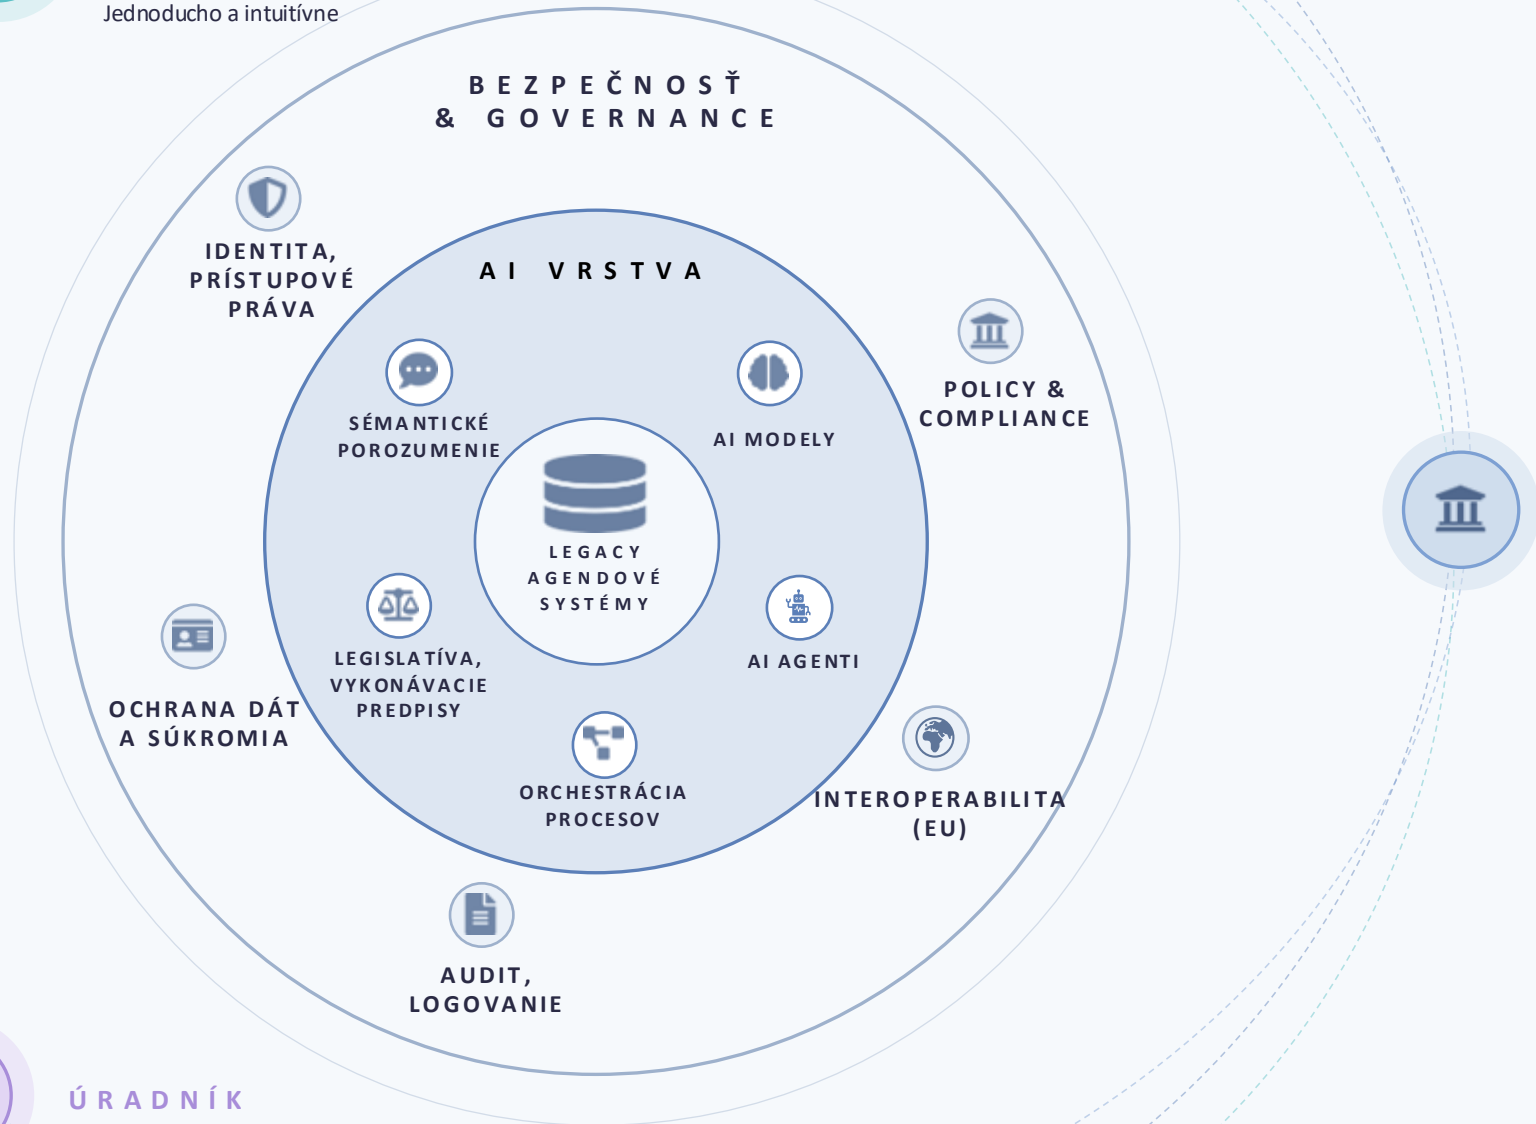 Jednoducho a intuitívne
BEZPEČNOSŤ
& GOVERNANCE
IDENTITA,
PRÍSTUPOVÉ
PRÁVA
AI VRSTVA
POLICY &
COMPLIANCE
SÉMANTICKÉ
POROZUMENIE
AI MODELY
LEGACY
AGENDOVÉ
SYSTÉMY
LEGISLATÍVA,
VYKONÁVACIE
PREDPISY
AI AGENTI
OCHRANA DÁT
A SÚKROMIA
ORCHESTRÁCIA
PROCESOV
INTEROPERABILITA
(EU)
AUDIT,
LOGOVANIE
ÚRADNÍK